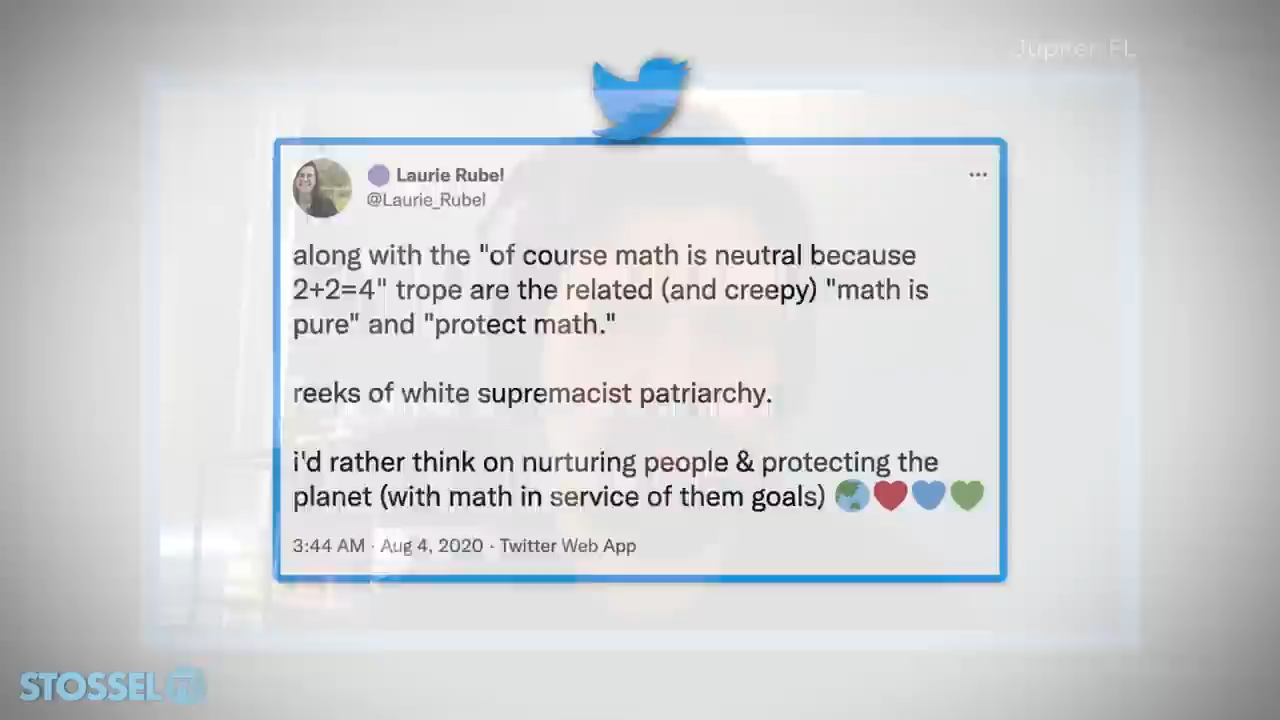 Jupiter, FL
Laurie Rubel
@Laurie_Rubel
along with the "of course math is neutral because
2+2=4" trope are the related (and creepy) "math is
pure" and "protect math."
reeks of white supremacist patriarchy.
i'd rather think on nurturing people & protecting the
planet (with math in service of them goals) 🌎❤️💙💚
3:44 AM · Aug 4, 2020 · Twitter Web App
STOSSEL TV